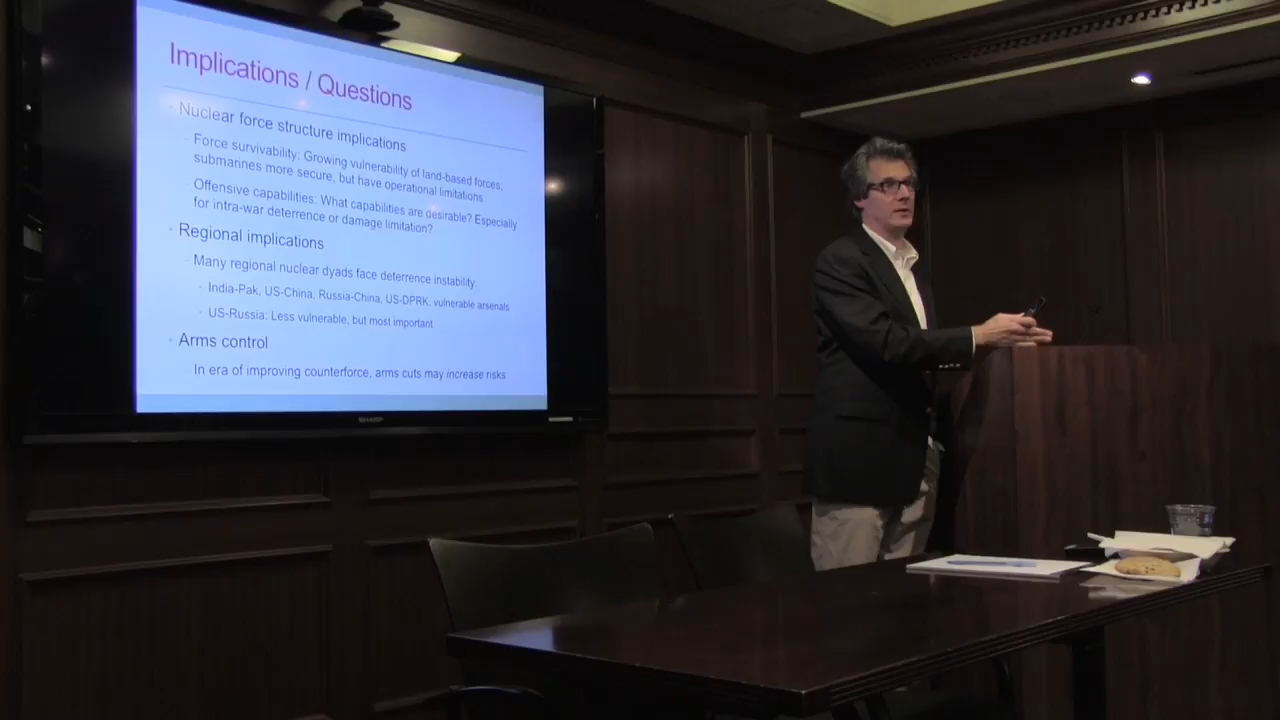 Implications / Questions
Nuclear force structure implications
Force survivability: Growing vulnerability of land-based forces;
submarines more secure, but have operational limitations
Offensive capabilities: What capabilities are desirable? Especially
for intra-war deterrence or damage limitation?
Regional implications
Many regional nuclear dyads face deterrence instability
India-Pak, US-China, Russia-China, US-DPRK: vulnerable arsenals
US-Russia: Less vulnerable, but most important
Arms control
In era of improving counterforce, arms cuts may increase risks
SHARP